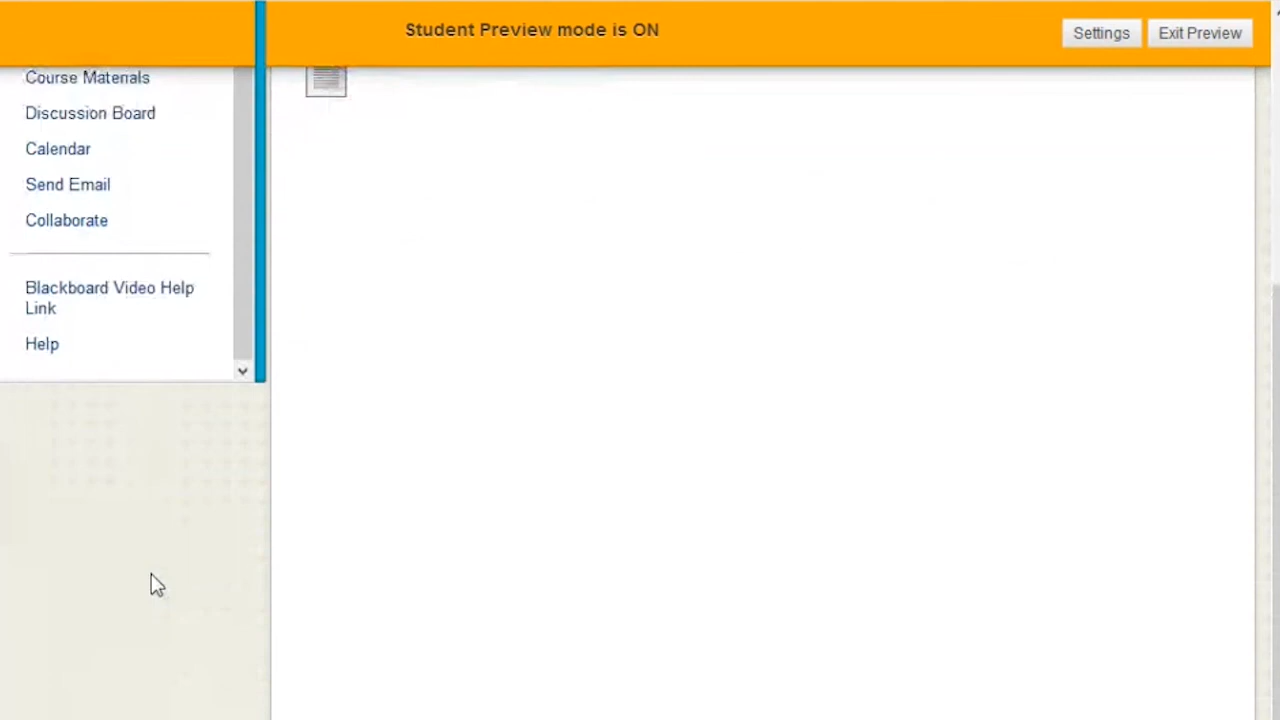 Student Preview mode is ON
Settings
Exit Preview
Course Materials
Discussion Board
Calendar
Send Email
Collaborate
Blackboard Video Help
Link
Help